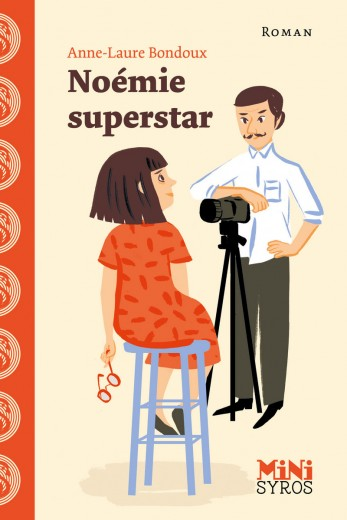 Roman
Anne-Laure Bondoux
Noémie
superstar
MiNi
SYROS